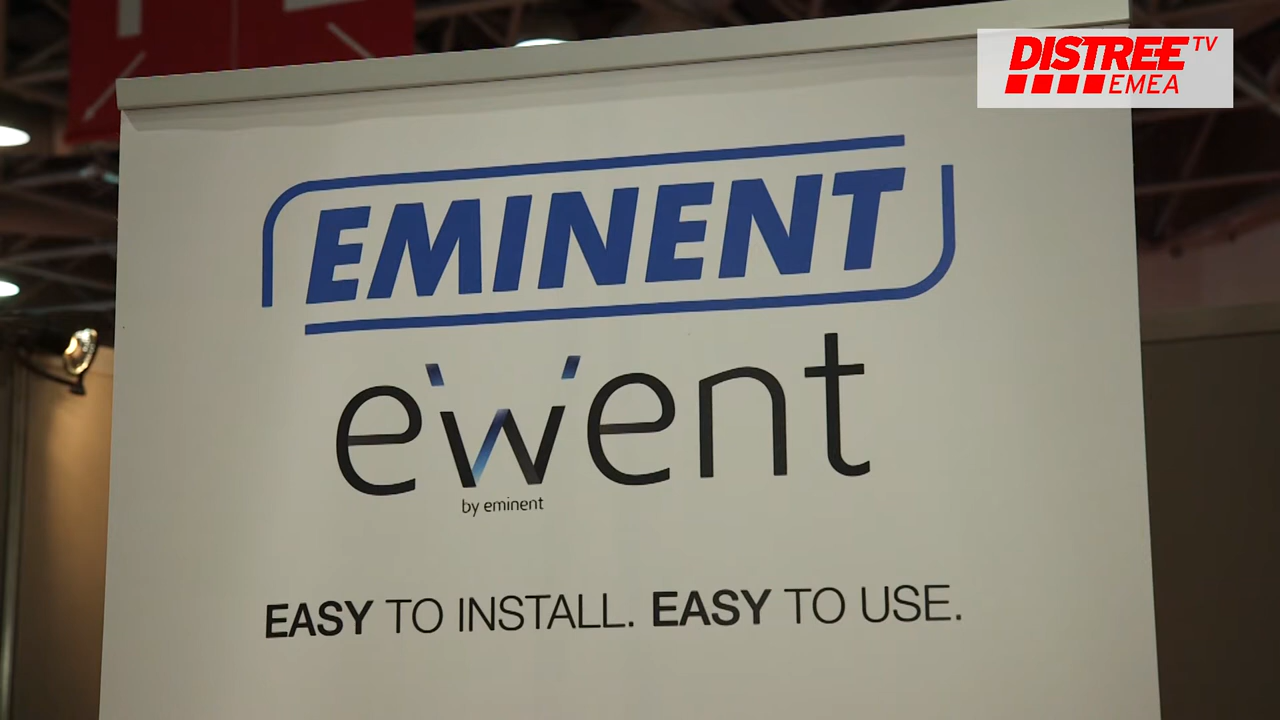 DISTREE TV
EMEA
EMINENT
ewent
by eminent
EASY TO INSTALL. EASY TO USE.